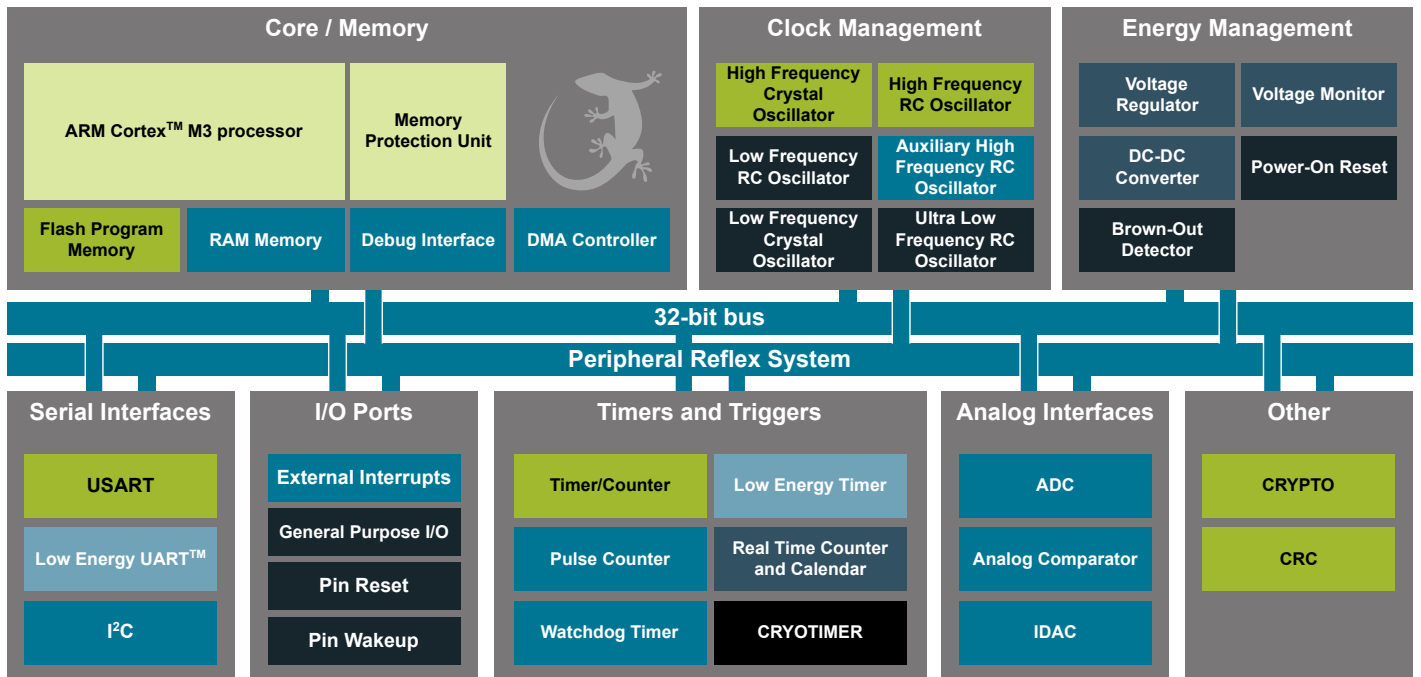 Core / Memory
ARM Cortex™ M3 processor
Memory
Protection Unit
Flash Program
Memory
RAM Memory
Debug Interface
DMA Controller
Clock Management
High Frequency
Crystal
Oscillator
High Frequency
RC Oscillator
Low Frequency
RC Oscillator
Auxiliary High
Frequency RC
Oscillator
Low Frequency
Crystal
Oscillator
Ultra Low
Frequency RC
Oscillator
Energy Management
Voltage
Regulator
Voltage Monitor
DC-DC
Converter
Power-On Reset
Brown-Out
Detector
32-bit bus
Peripheral Reflex System
Serial Interfaces
USART
Low Energy UART™
I²C
I/O Ports
External Interrupts
General Purpose I/O
Pin Reset
Pin Wakeup
Timers and Triggers
Timer/Counter
Low Energy Timer
Pulse Counter
Real Time Counter
and Calendar
Watchdog Timer
CRYOTIMER
Analog Interfaces
ADC
Analog Comparator
IDAC
Other
CRYPTO
CRC